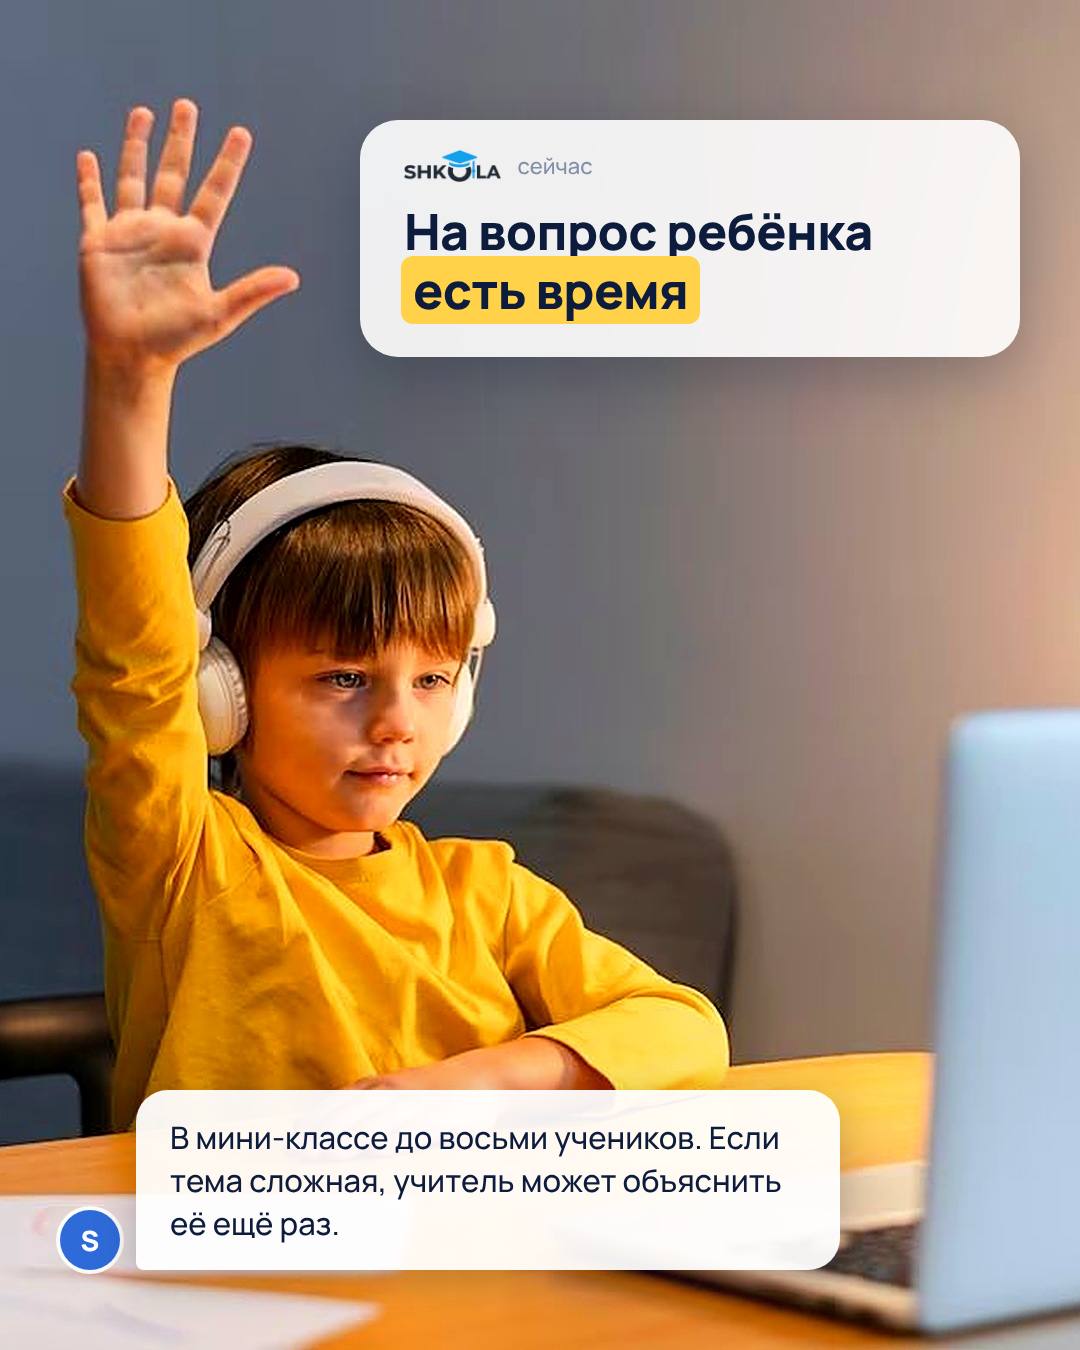 SHKOLA сейчас
На вопрос ребёнка
есть время
В мини-классе до восьми учеников. Если
тема сложная, учитель может объяснить
её ещё раз.
S